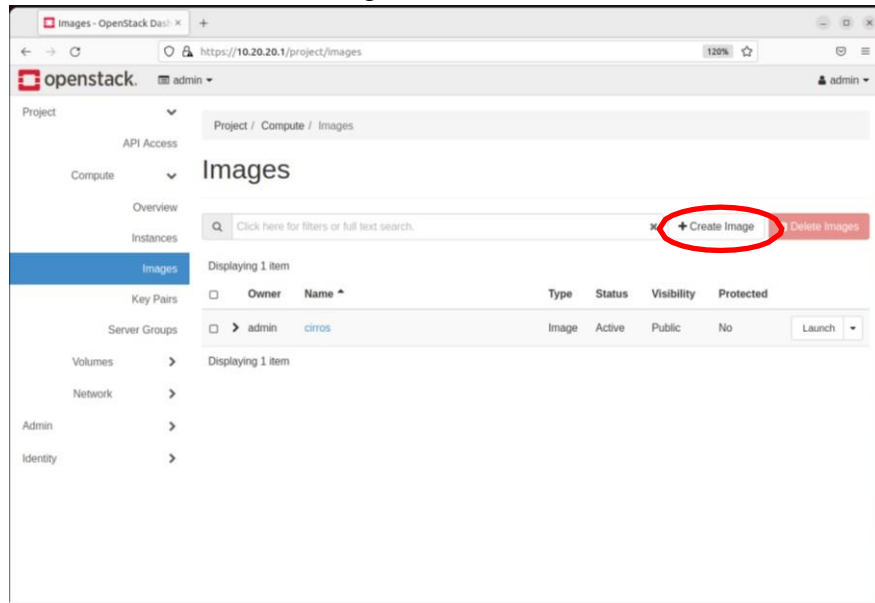 Images - OpenStack Dash
https://10.20.20.1/project/images
120%
openstack.
admin
admin
Project
API Access
Compute
Overview
Instances
Images
Key Pairs
Server Groups
Volumes
Network
Admin
Identity
Project / Compute / Images
Images
Click here for filters or full text search.
Create Image
Delete Images
Displaying 1 item
Owner Name Type Status Visibility Protected
admin cirros Image Active Public No Launch
Displaying 1 item